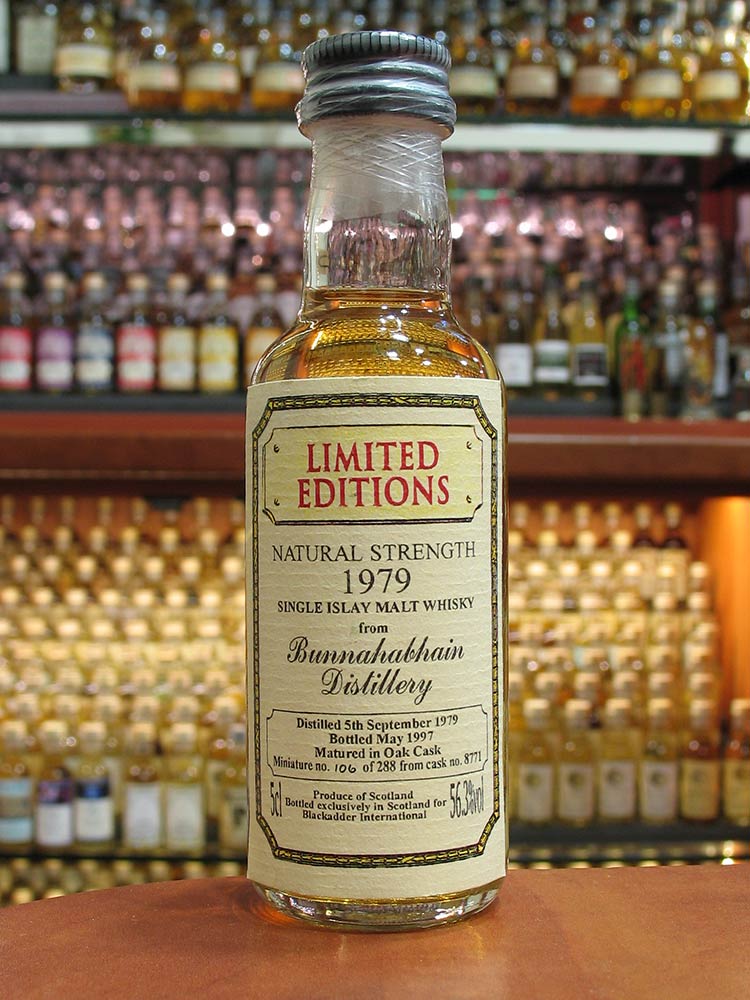 LIMITED
EDITIONS
NATURAL STRENGTH
1979
SINGLE ISLAY MALT WHISKY
from
Bunnahabhain
Distillery
Distilled 5th September 1979
Bottled May 1997
Matured in Oak Cask
Miniature no. 106 of 288 from cask no. 8771
5cl
Produce of Scotland
Bottled exclusively in Scotland for
Blackadder International
56.3%vol